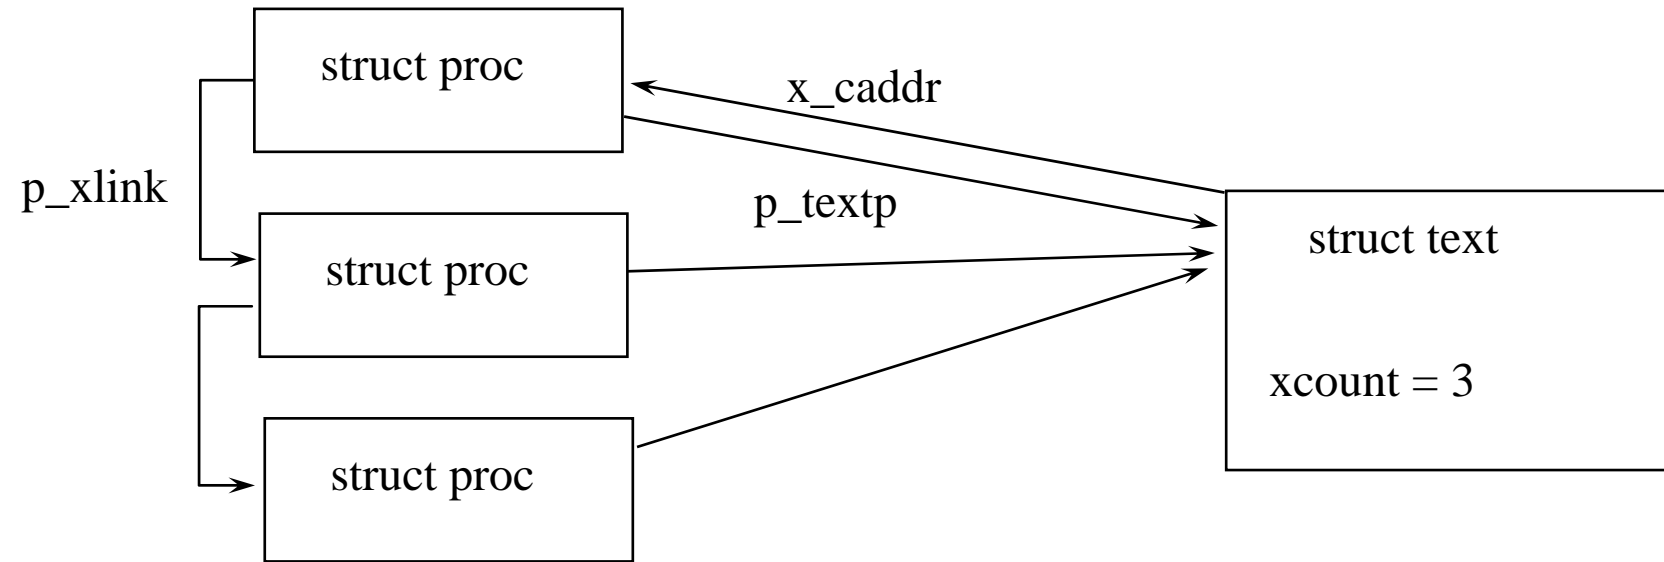 struct proc
x_caddr
p_xlink
p_textp
struct text
struct proc
xcount = 3
struct proc